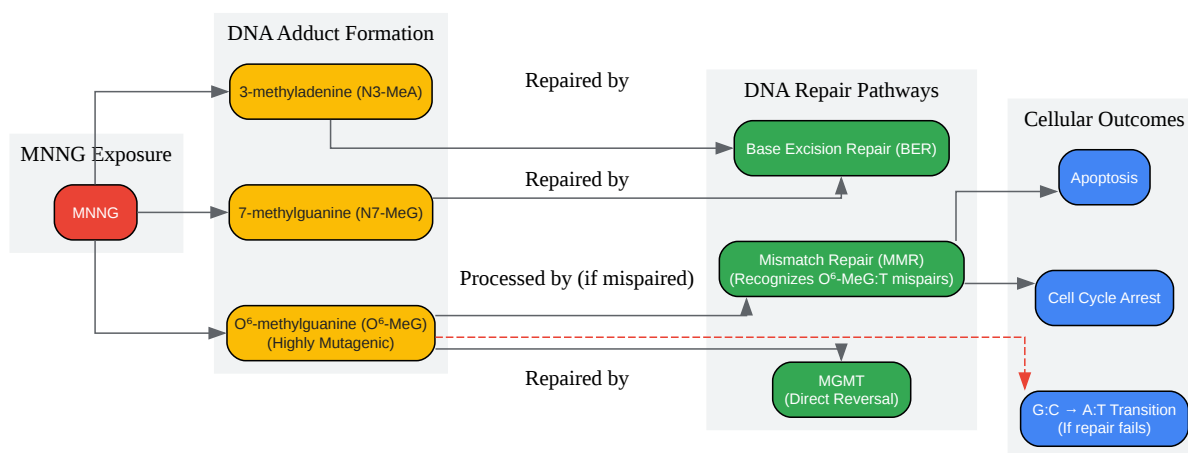 MNNG Exposure
MNNG
DNA Adduct Formation
3-methyladenine (N3-MeA)
7-methylguanine (N7-MeG)
O⁶-methylguanine (O⁶-MeG)
(Highly Mutagenic)
Repaired by
Repaired by
Processed by (if mispaired)
Repaired by
DNA Repair Pathways
Base Excision Repair (BER)
Mismatch Repair (MMR)
(Recognizes O⁶-MeG:T mispairs)
MGMT
(Direct Reversal)
Cellular Outcomes
Apoptosis
Cell Cycle Arrest
G:C → A:T Transition
(If repair fails)